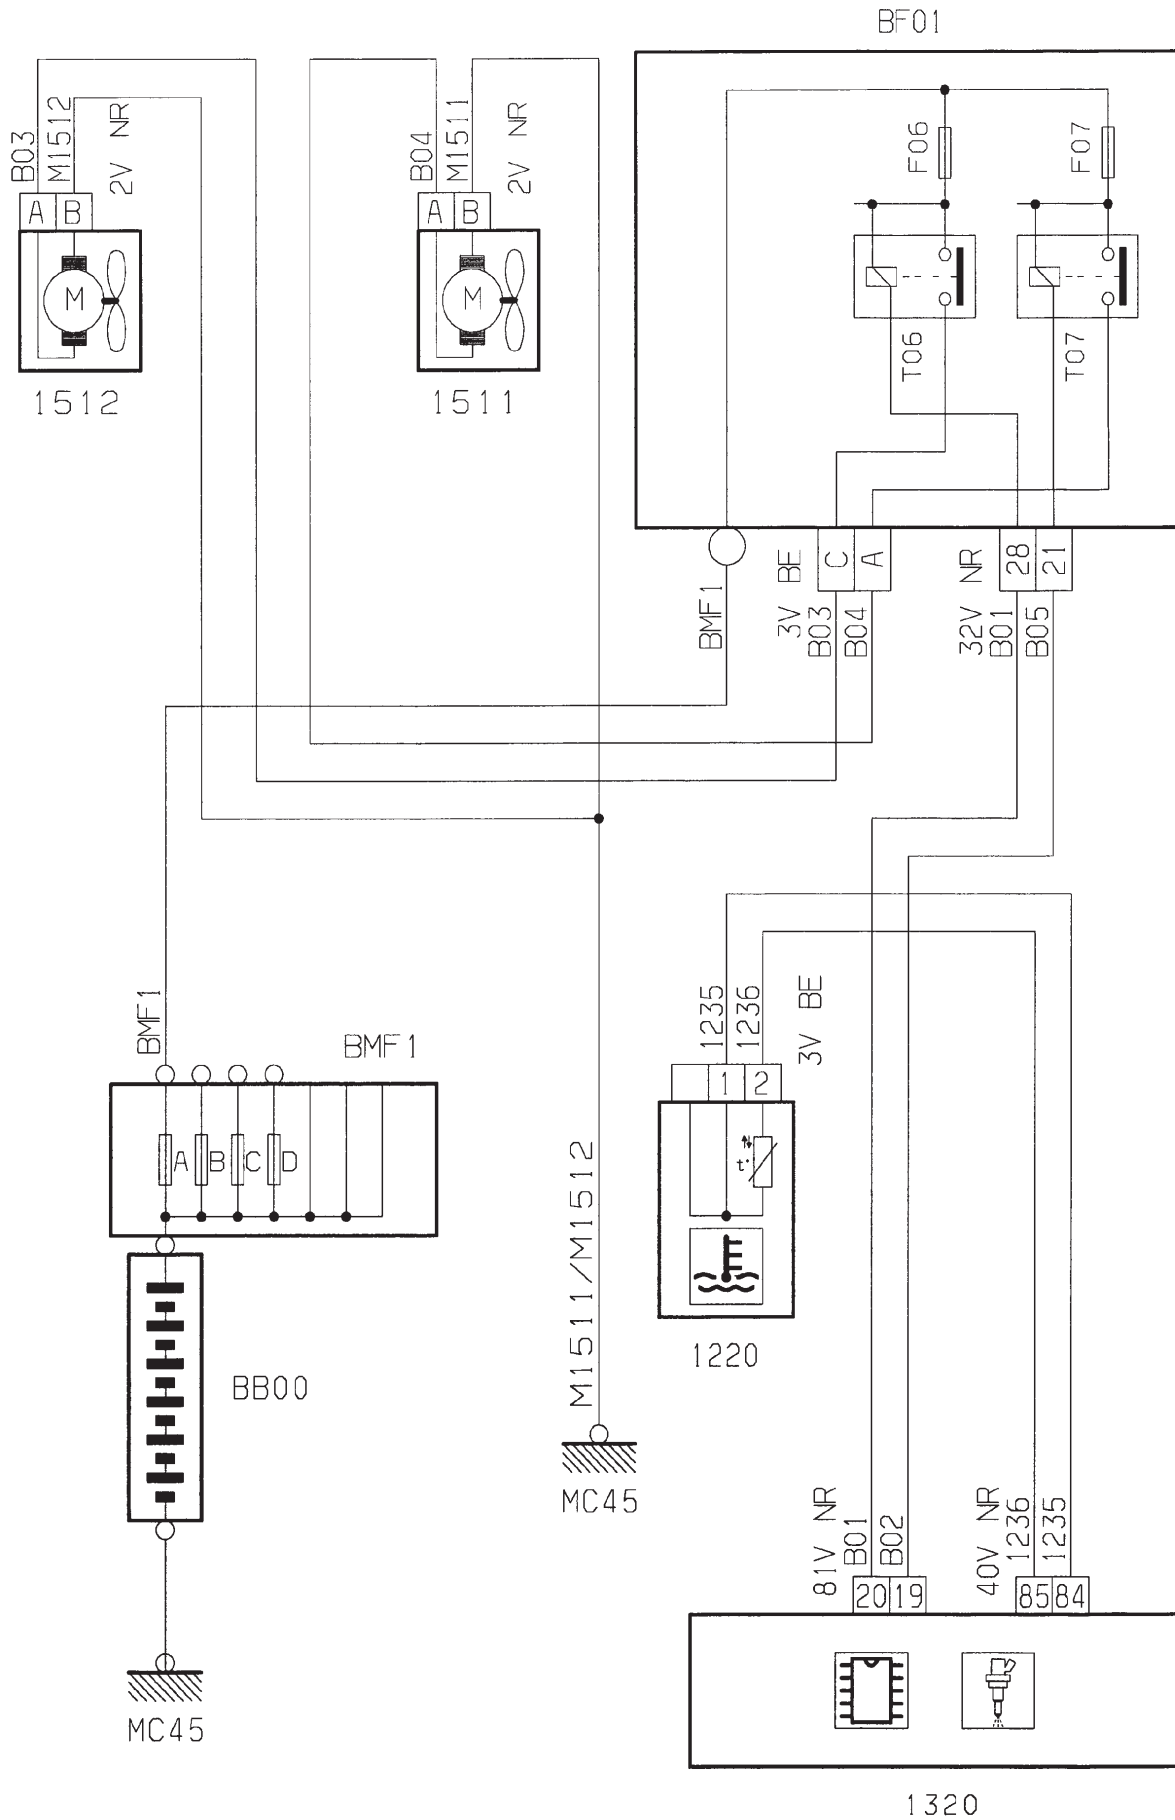 BF01
B03
M1512
2V NR
A B
M
1512
B04
M1511
2V NR
A B
M
1511
F06
F07
T06
T07
BMF1
3V BE
C
A
B03
B04
32V NR
28
21
B01
B05
BMF1
BMF1
A B C D
BB00
MC45
M1511/M1512
MC45
1235
1236
3V BE
1 2
t°
1220
81V NR
B01
B02
40V NR
1236
1235
20 19
85 84
1320